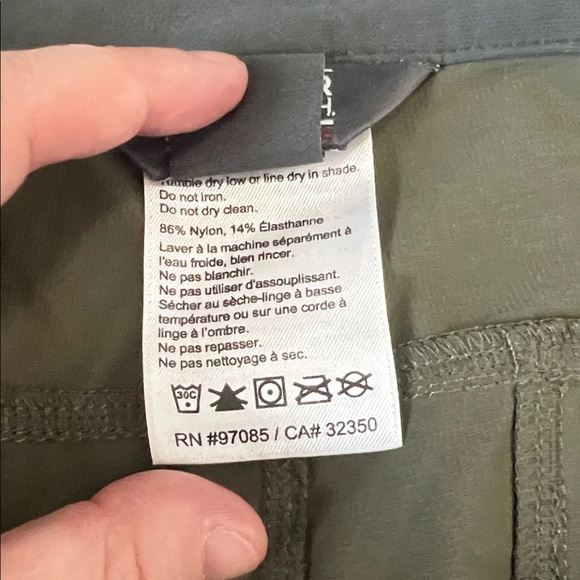 Tumble dry low or line dry in shade.
Do not iron.
Do not dry clean.
86% Nylon, 14% Élasthanne
Laver à la machine séparément à
l'eau froide, bien rincer.
Ne pas blanchir.
Ne pas utiliser d'assouplissant.
Sécher au sèche-linge à basse
température ou sur une corde à
linge à l'ombre.
Ne pas repasser.
Ne pas nettoyage à sec.
30C
RN #97085 / CA# 32350